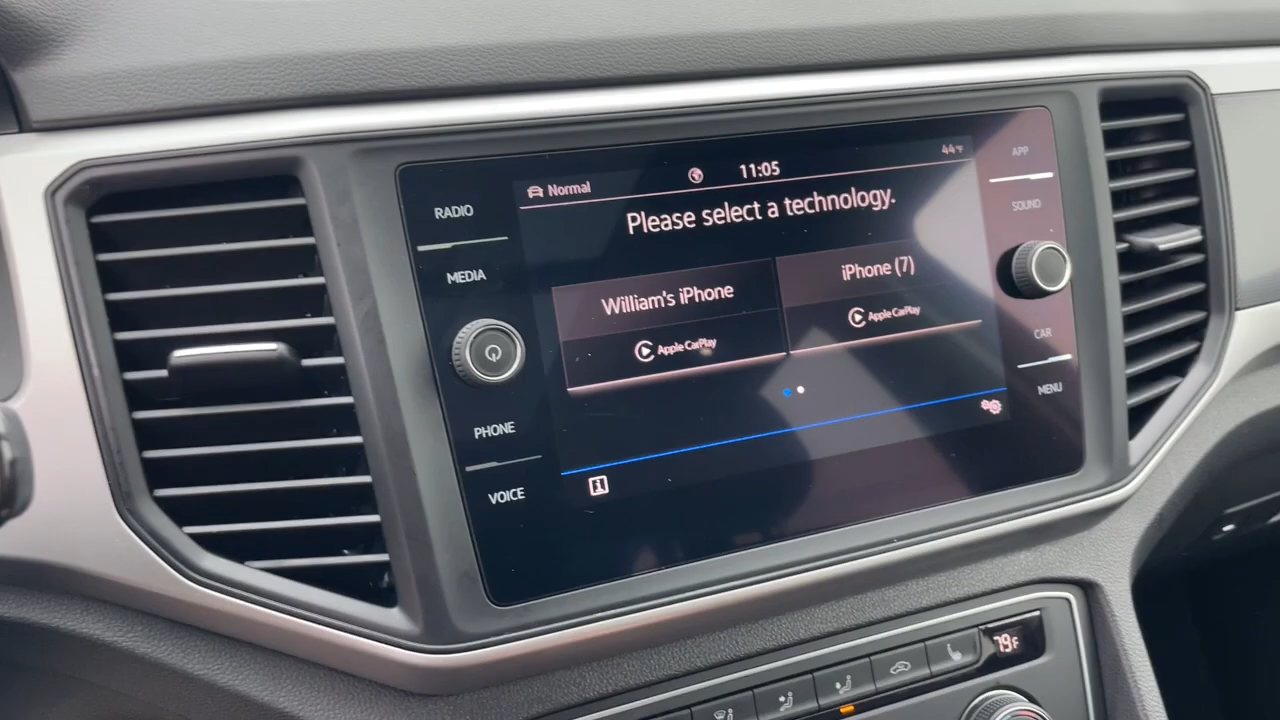 RADIO
MEDIA
PHONE
VOICE
Normal
11:05
44°F
Please select a technology.
William's iPhone
Apple CarPlay
iPhone (7)
Apple CarPlay
i
APP
SOUND
CAR
MENU
79°F